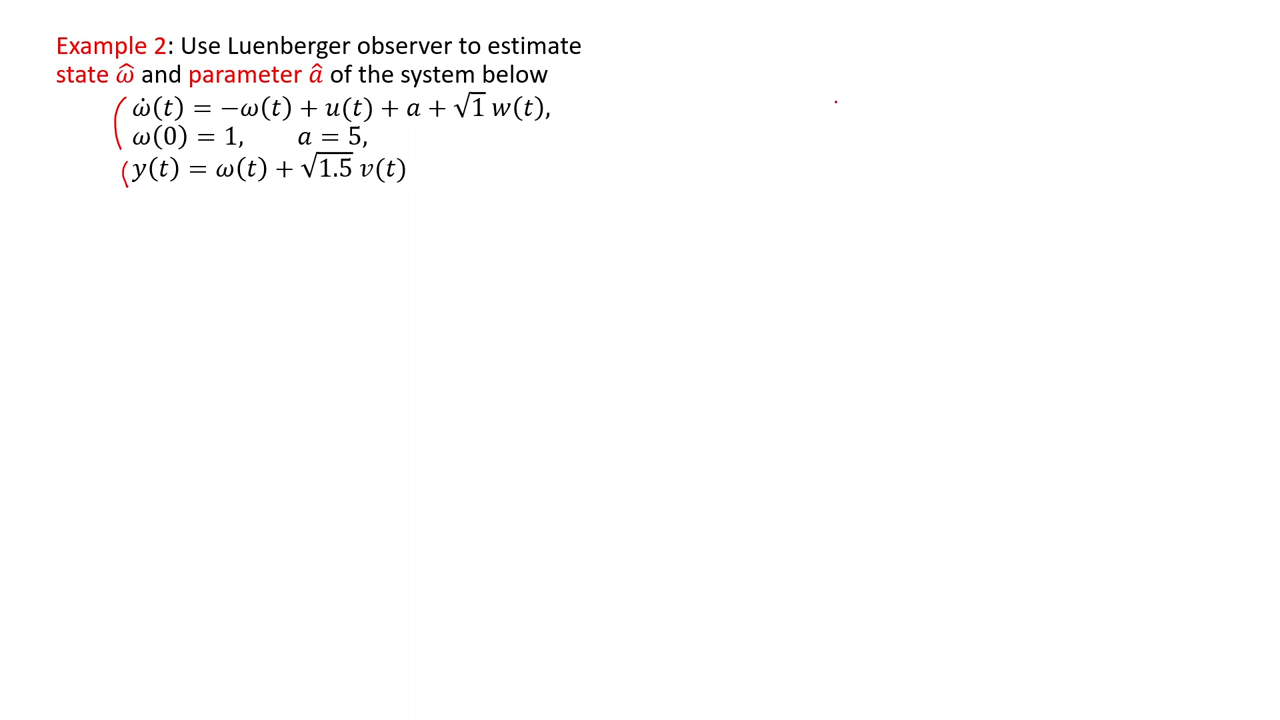 Example 2: Use Luenberger observer to estimate
state ω̂ and parameter â of the system below
ω̇(t) = −ω(t) + u(t) + a + √1 w(t),
ω(0) = 1, a = 5,
y(t) = ω(t) + √1.5 v(t)